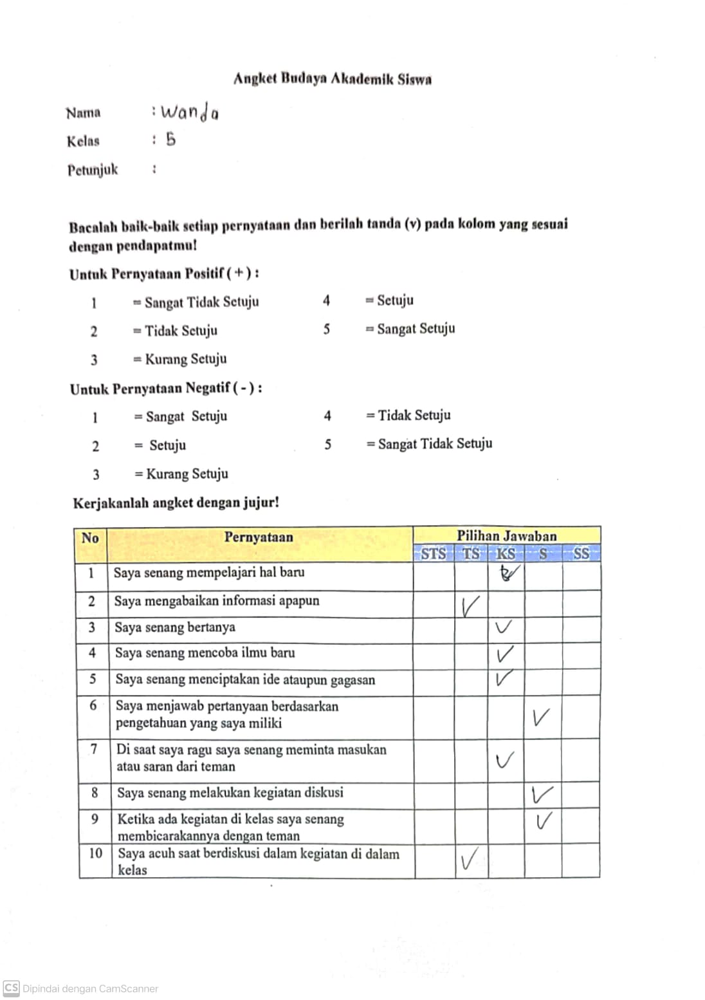 Angket Budaya Akademik Siswa
Nama : Wanda
Kelas : 5
Petunjuk :
Bacalah baik-baik setiap pernyataan dan berilah tanda (v) pada kolom yang sesuai
dengan pendapatmu!
Untuk Pernyataan Positif ( + ) :
1 = Sangat Tidak Setuju 4 = Setuju
2 = Tidak Setuju 5 = Sangat Setuju
3 = Kurang Setuju
Untuk Pernyataan Negatif ( - ) :
1 = Sangat Setuju 4 = Tidak Setuju
2 = Setuju 5 = Sangat Tidak Setuju
3 = Kurang Setuju
Kerjakanlah angket dengan jujur!
No Pernyataan Pilihan Jawaban
STS TS KS S SS
1 Saya senang mempelajari hal baru ✓
2 Saya mengabaikan informasi apapun ✓
3 Saya senang bertanya ✓
4 Saya senang mencoba ilmu baru ✓
5 Saya senang menciptakan ide ataupun gagasan ✓
6 Saya menjawab pertanyaan berdasarkan
pengetahuan yang saya miliki ✓
7 Di saat saya ragu saya senang meminta masukan
atau saran dari teman ✓
8 Saya senang melakukan kegiatan diskusi ✓
9 Ketika ada kegiatan di kelas saya senang ✓
membicarakannya dengan teman
10 Saya acuh saat berdiskusi dalam kegiatan di dalam ✓
kelas
CS Dipindai dengan CamScanner